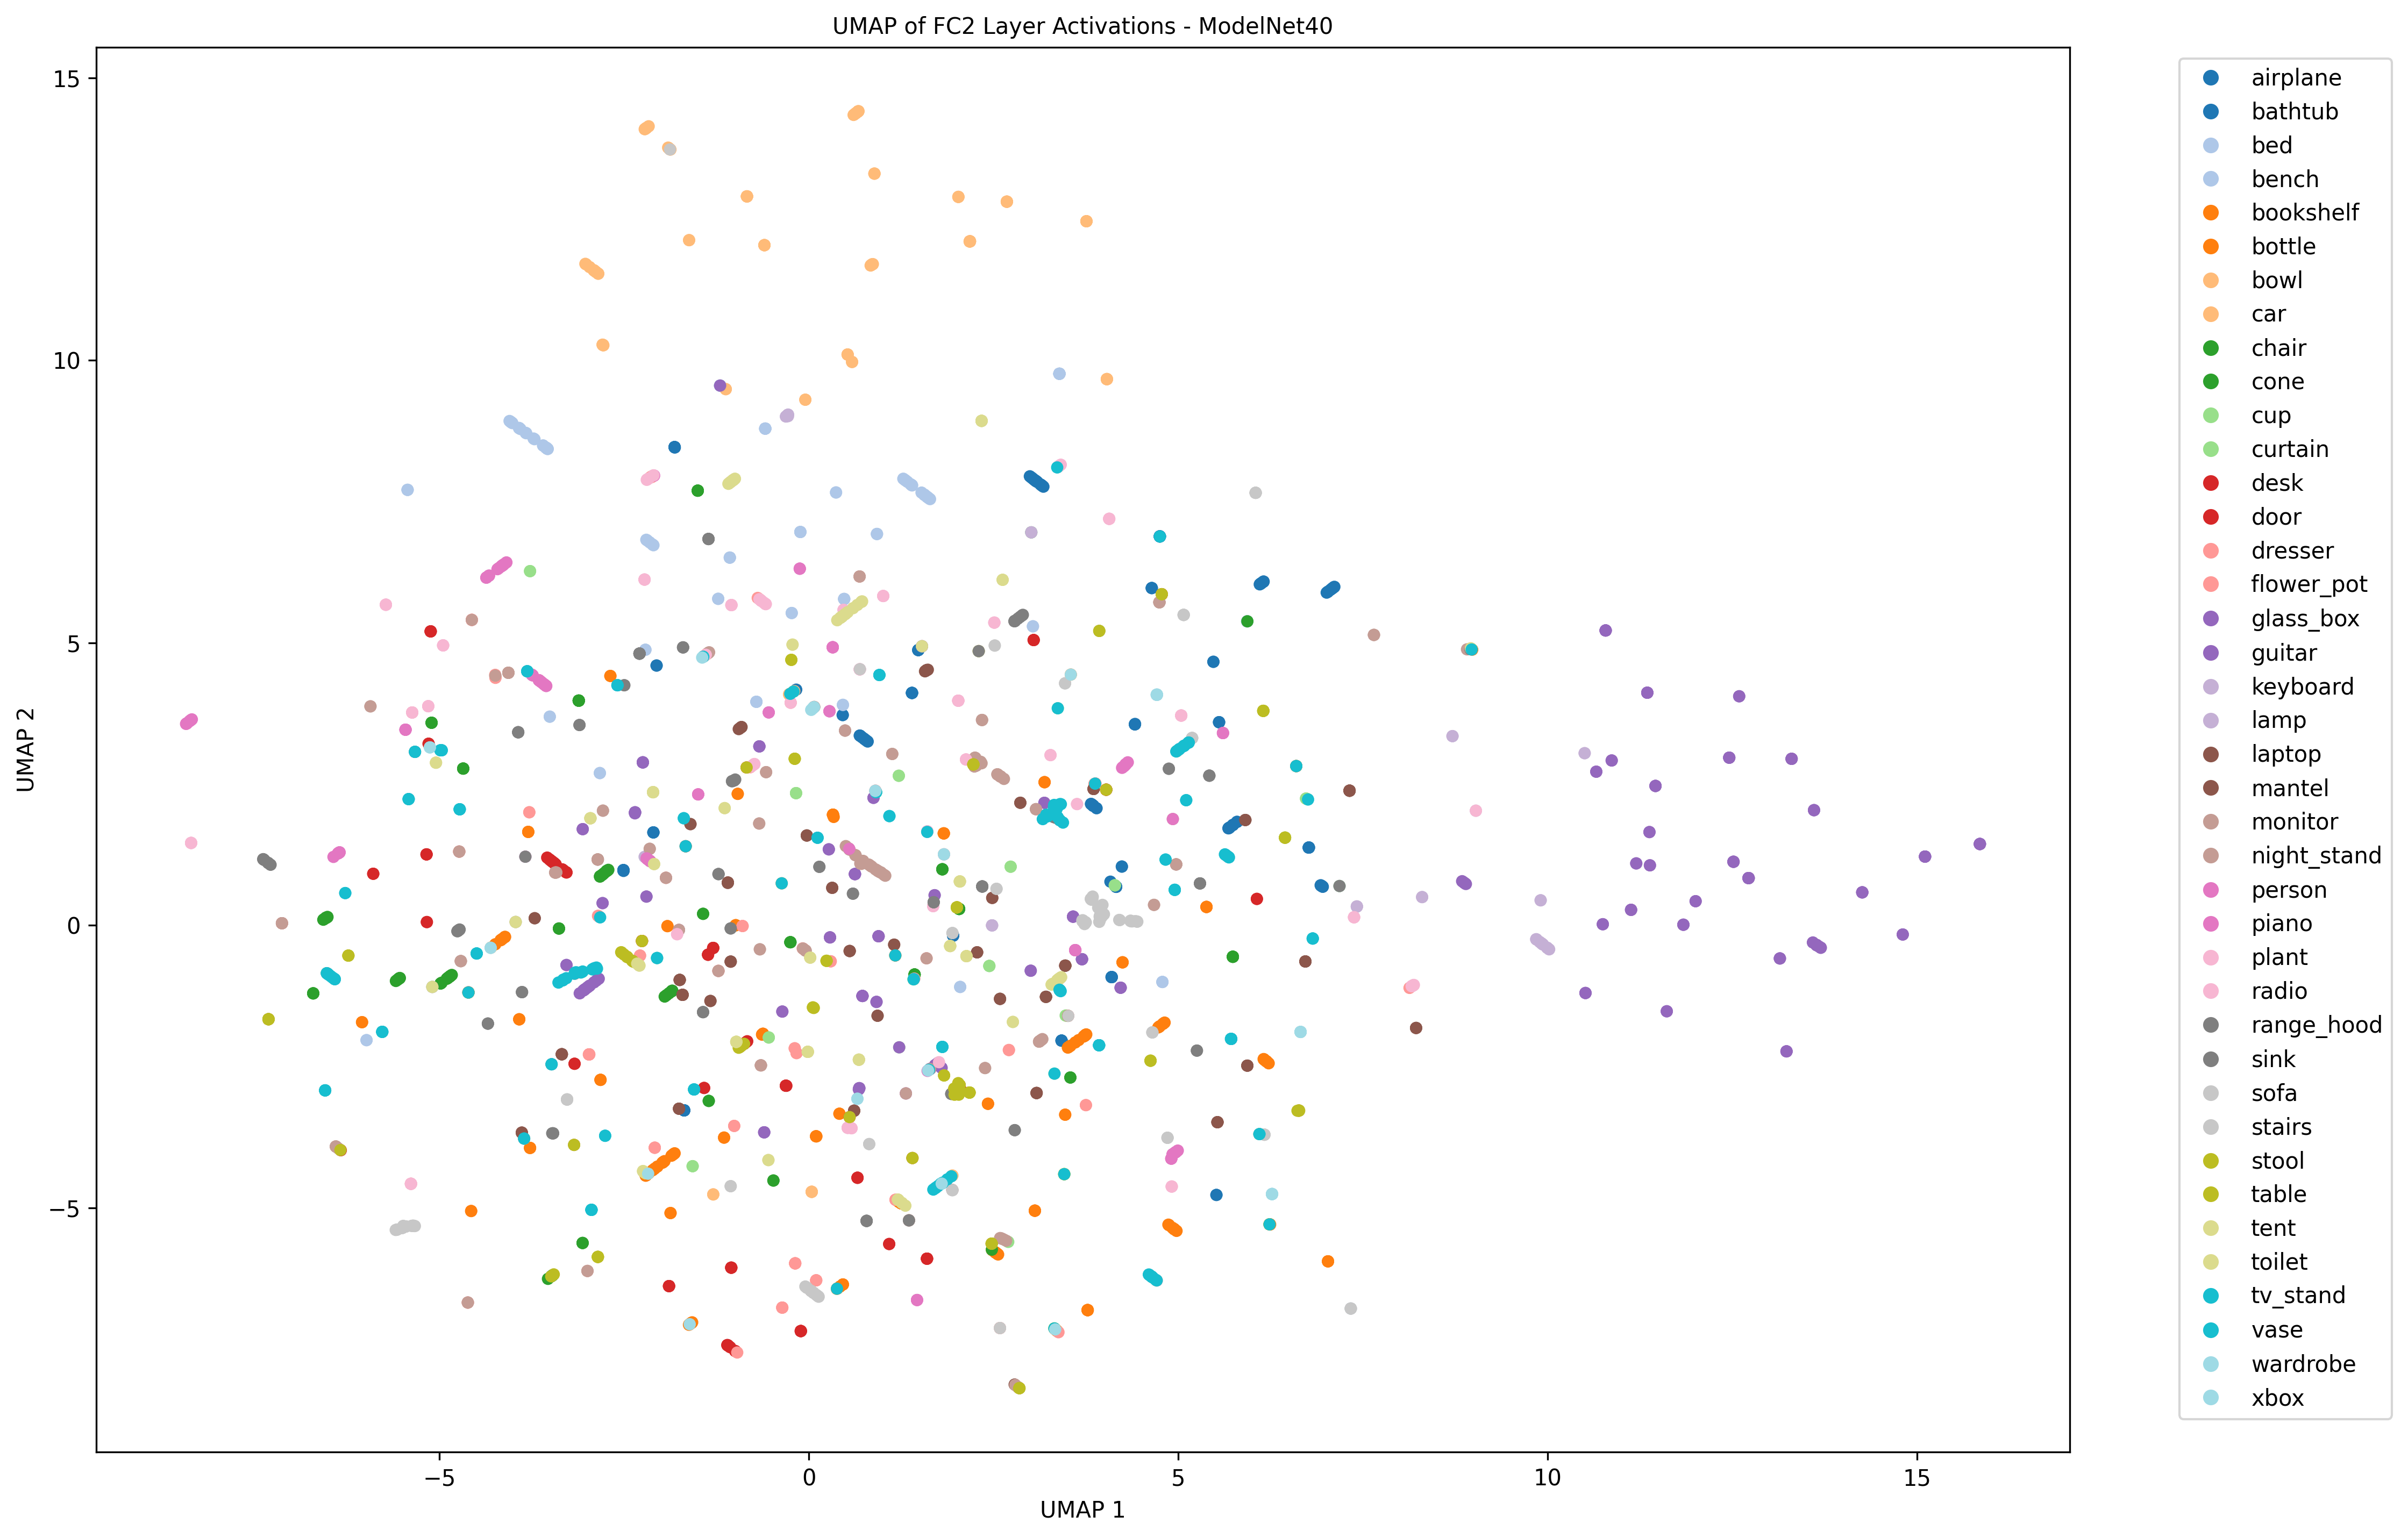 UMAP of FC2 Layer Activations - ModelNet40
15
10
5
0
−5
UMAP 2
−5
0
5
10
15
UMAP 1
airplane
bathtub
bed
bench
bookshelf
bottle
bowl
car
chair
cone
cup
curtain
desk
door
dresser
flower_pot
glass_box
guitar
keyboard
lamp
laptop
mantel
monitor
night_stand
person
piano
plant
radio
range_hood
sink
sofa
stairs
stool
table
tent
toilet
tv_stand
vase
wardrobe
xbox